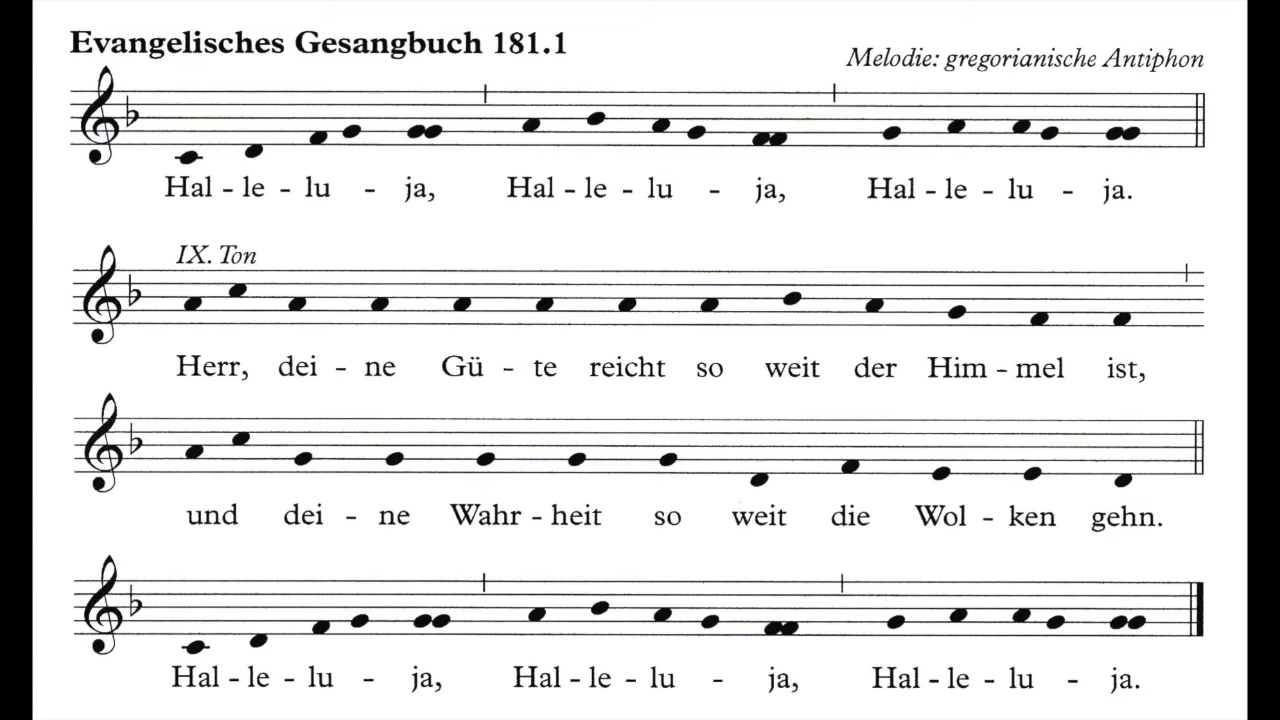 Evangelisches Gesangbuch 181.1
Melodie: gregorianische Antiphon
Hal - le - lu - ja, Hal - le - lu - ja, Hal - le - lu - ja.
IX. Ton
Herr, dei - ne Gü - te reicht so weit der Him - mel ist,
und dei - ne Wahr - heit so weit die Wol - ken gehn.
Hal - le - lu - ja, Hal - le - lu - ja, Hal - le - lu - ja.